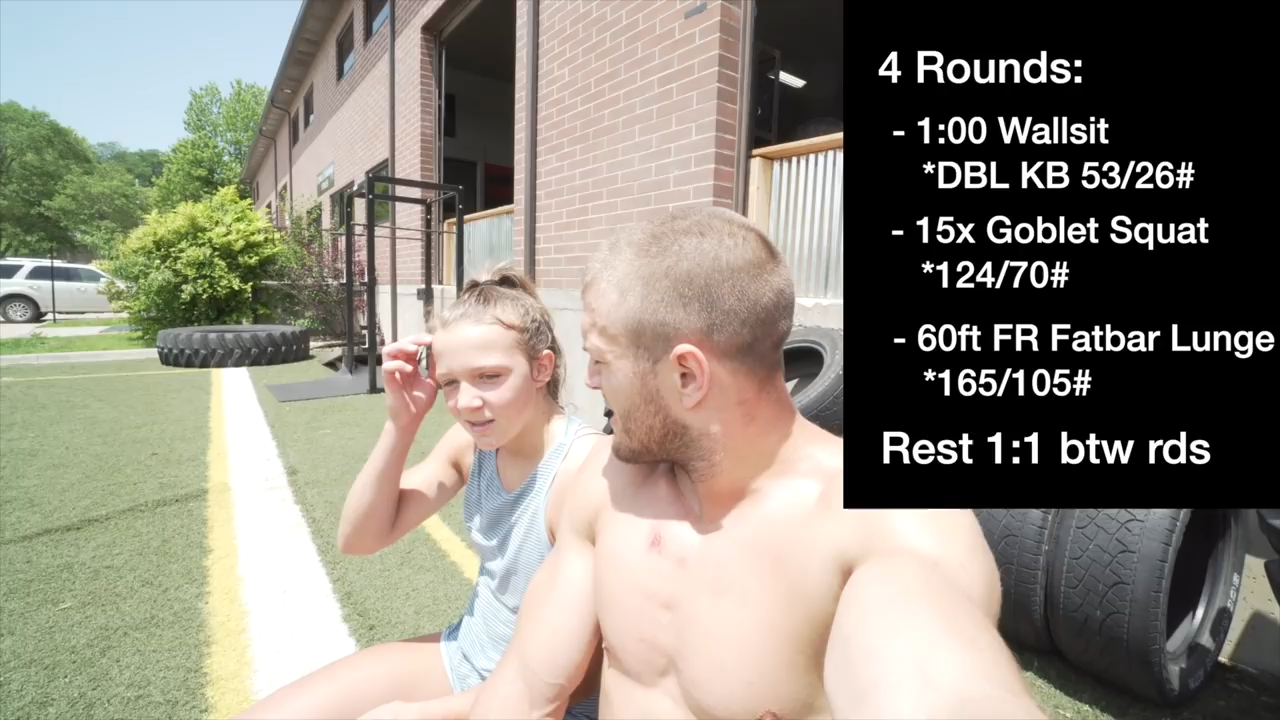 4 Rounds:
- 1:00 Wallsit
*DBL KB 53/26#
- 15x Goblet Squat
*124/70#
- 60ft FR Fatbar Lunge
*165/105#
Rest 1:1 btw rds